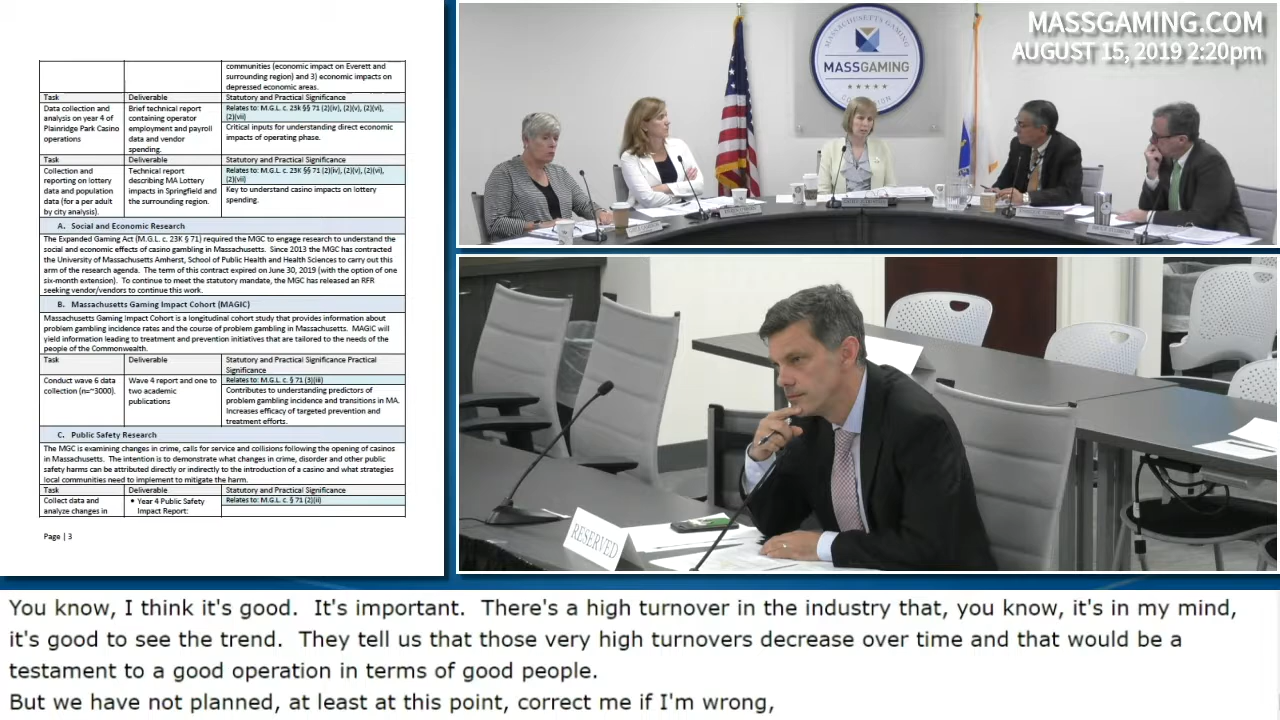 communities (economic impact on Everett and
surrounding region) and 3) economic impacts on
depressed economic areas.
Task Deliverable Statutory and Practical Significance
Data collection and
analysis on year 4 of
Plainridge Park Casino
operations
Brief technical report
containing operator
employment and payroll
data and vendor
spending.
Relates to: M.G.L. c. 23k §§ 71 (2)(iv), (2)(v), (2)(vi),
(2)(vii)
Critical inputs for understanding direct economic
impacts of operating phase.
Task Deliverable Statutory and Practical Significance
Collection and
reporting on lottery
data and population
data (for a per adult
by city analysis).
Technical report
describing MA Lottery
impacts in Springfield and
the surrounding region.
Relates to: M.G.L. c. 23K §§ 71 (2)(iv), (2)(v), (2)(vi),
(2)(vii)
Key to understand casino impacts on lottery
spending.
A. Social and Economic Research
The Expanded Gaming Act (M.G.L. c. 23K § 71) required the MGC to engage research to understand the
social and economic effects of casino gambling in Massachusetts. Since 2013 the MGC has contracted
the University of Massachusetts Amherst, School of Public Health and Health Sciences to carry out this
arm of the research agenda. The term of this contract expired on June 30, 2019 (with the option of one
six-month extension). To continue to meet the statutory mandate, the MGC has released an RFR
seeking vendor/vendors to continue this work.
B. Massachusetts Gaming Impact Cohort (MAGIC)
Massachusetts Gaming Impact Cohort is a longitudinal cohort study that provides information about
problem gambling incidence rates and the course of problem gambling in Massachusetts. MAGIC will
yield information leading to treatment and prevention initiatives that are tailored to the needs of the
people of the Commonwealth.
Task Deliverable Statutory and Practical Significance Practical
Significance
Conduct wave 6 data
collection (n=~3000).
Wave 4 report and one to
two academic
publications
Relates to: M.G.L c. § 71 (3)(iii)
Contributes to understanding predictors of
problem gambling incidence and transitions in MA.
Increases efficacy of targeted prevention and
treatment efforts.
C. Public Safety Research
The MGC is examining changes in crime, calls for service and collisions following the opening of casinos
in Massachusetts. The intention is to demonstrate what changes in crime, disorder and other public
safety harms can be attributed directly or indirectly to the introduction of a casino and what strategies
local communities need to implement to mitigate the harm.
Task Deliverable Statutory and Practical Significance
Collect data and
analyze changes in
• Year 4 Public Safety
Impact Report:
Relates to: M.G.L c. § 71 (2)(ii)
Page | 3
MASSGAMING.COM
AUGUST 15, 2019 2:20pm
MASSACHUSETTS GAMING
MASSGAMING
★★★★★
COMMISSION
RESERVED
You know, I think it's good. It's important. There's a high turnover in the industry that, you know, it's in my mind,
it's good to see the trend. They tell us that those very high turnovers decrease over time and that would be a
testament to a good operation in terms of good people.
But we have not planned, at least at this point, correct me if I'm wrong,